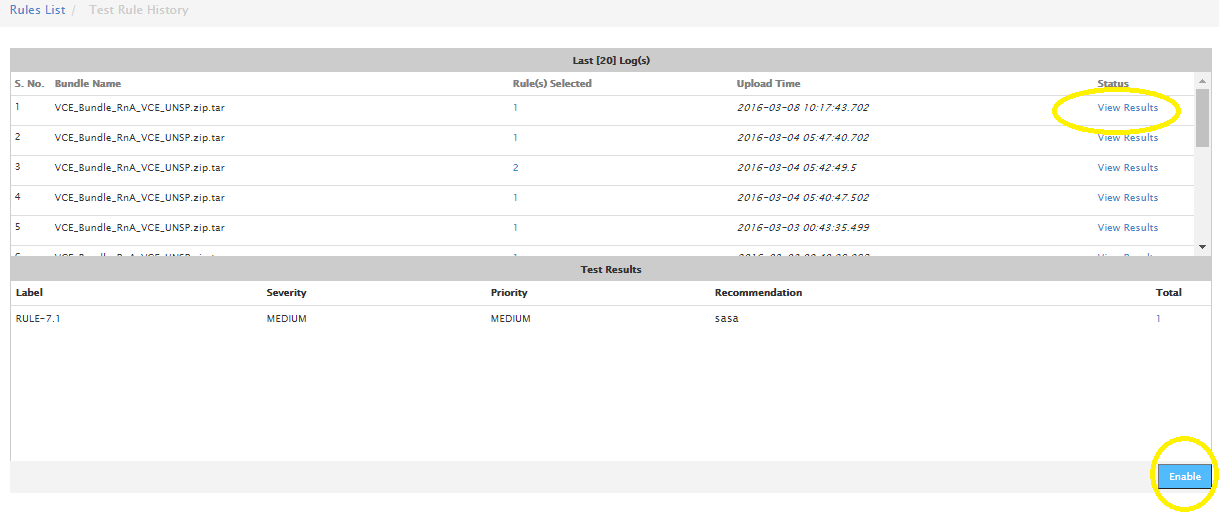 Rules List / Test Rule History
Last [20] Log(s)
S. No. Bundle Name Rule(s) Selected Upload Time Status
1 VCE_Bundle_RnA_VCE_UNSP.zip.tar 1 2016-03-08 10:17:43.702 View Results
2 VCE_Bundle_RnA_VCE_UNSP.zip.tar 1 2016-03-04 05:47:40.702 View Results
3 VCE_Bundle_RnA_VCE_UNSP.zip.tar 2 2016-03-04 05:42:49.5 View Results
4 VCE_Bundle_RnA_VCE_UNSP.zip.tar 1 2016-03-04 05:40:47.502 View Results
5 VCE_Bundle_RnA_VCE_UNSP.zip.tar 1 2016-03-03 00:43:35.499 View Results
Test Results
Label Severity Priority Recommendation Total
RULE-7.1 MEDIUM MEDIUM sasa 1
Enable